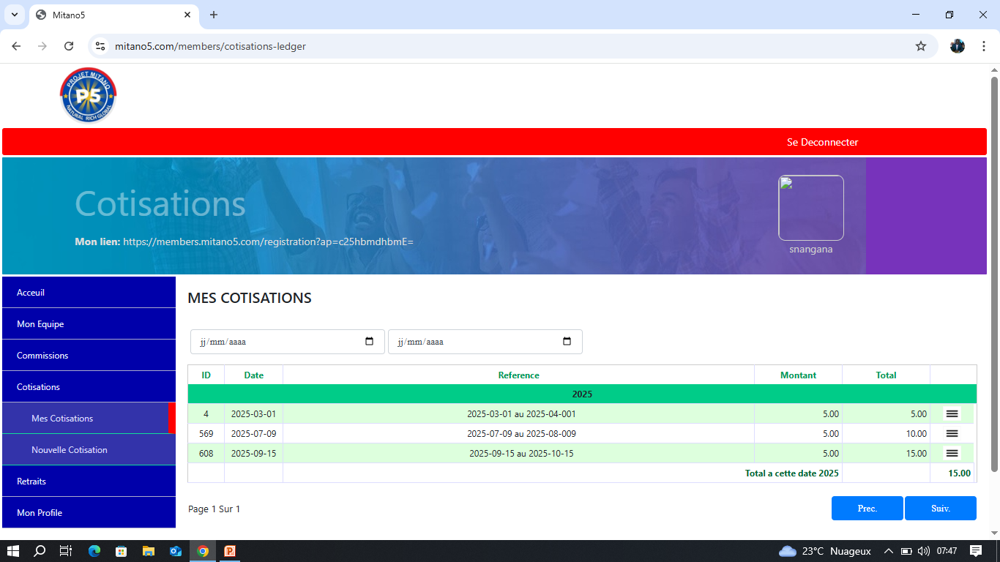 Mitano5
mitano5.com/members/cotisations-ledger
PROJET MITANO
P5
NATURAL RICH GLOBAL
Se Deconnecter
Cotisations
Mon lien: https://members.mitano5.com/registration?ap=c25hbmdhbmE=
snangana
Acceuil
Mon Equipe
Commissions
Cotisations
Mes Cotisations
Nouvelle Cotisation
Retraits
Mon Profile
MES COTISATIONS
jj/mm/aaaa jj/mm/aaaa
ID Date Reference Montant Total
2025
4 2025-03-01 2025-03-01 au 2025-04-001 5.00 5.00
569 2025-07-09 2025-07-09 au 2025-08-009 5.00 10.00
608 2025-09-15 2025-09-15 au 2025-10-15 5.00 15.00
Total a cette date 2025 15.00
Page 1 Sur 1 Prec. Suiv.
23°C Nuageux 07:47